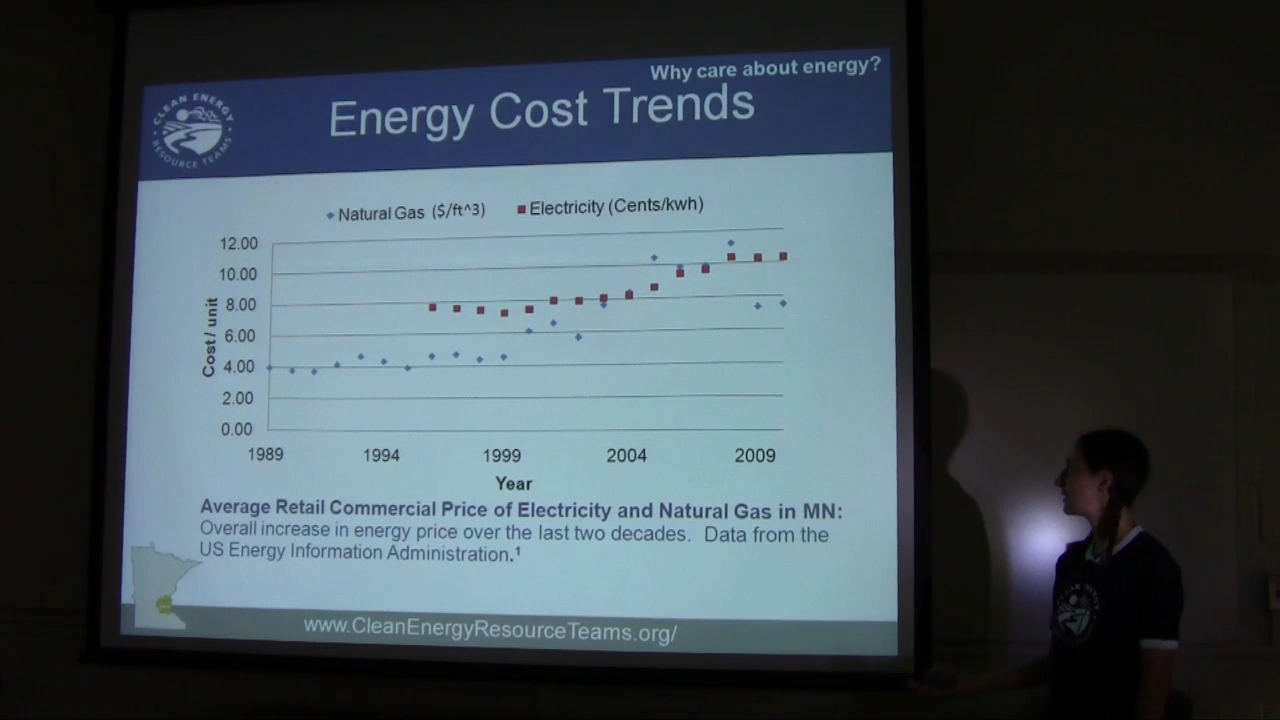 Why care about energy?
CLEAN ENERGY
RESOURCE TEAMS
Energy Cost Trends
Natural Gas ($/ft^3) Electricity (Cents/kwh)
12.00
10.00
8.00
6.00
4.00
2.00
0.00
Cost / unit
1989 1994 1999 2004 2009
Year
Average Retail Commercial Price of Electricity and Natural Gas in MN:
Overall increase in energy price over the last two decades. Data from the
US Energy Information Administration.¹
www.CleanEnergyResourceTeams.org/
CLEAN ENERGY